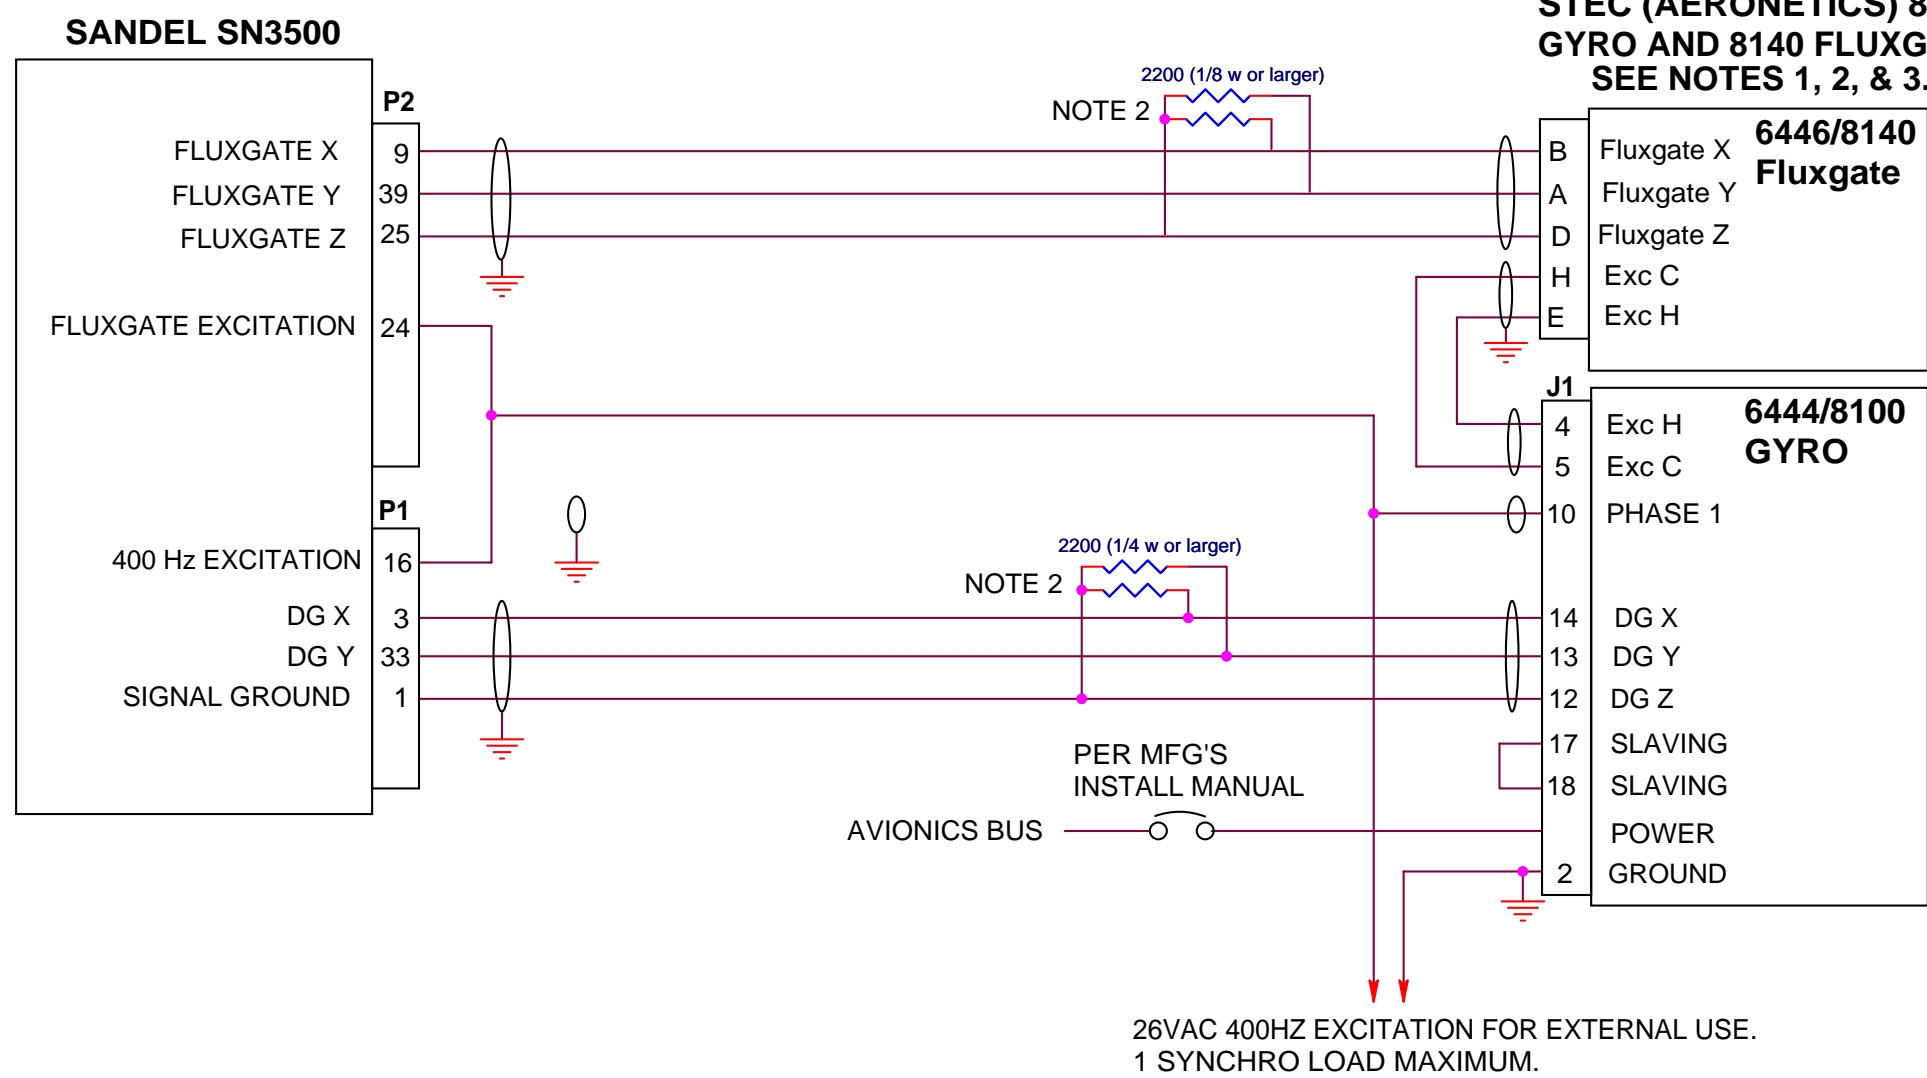 SANDEL SN3500
STEC (AERONETICS) 8
GYRO AND 8140 FLUXG
SEE NOTES 1, 2, & 3.
P2
FLUXGATE X 9
FLUXGATE Y 39
FLUXGATE Z 25
FLUXGATE EXCITATION 24
P1
400 Hz EXCITATION 16
DG X 3
DG Y 33
SIGNAL GROUND 1
2200 (1/8 w or larger)
NOTE 2
2200 (1/4 w or larger)
NOTE 2
PER MFG'S
INSTALL MANUAL
AVIONICS BUS
6446/8140
Fluxgate
B Fluxgate X
A Fluxgate Y
D Fluxgate Z
H Exc C
E Exc H
J1
6444/8100
GYRO
4 Exc H
5 Exc C
10 PHASE 1
14 DG X
13 DG Y
12 DG Z
17 SLAVING
18 SLAVING
POWER
2 GROUND
26VAC 400HZ EXCITATION FOR EXTERNAL USE.
1 SYNCHRO LOAD MAXIMUM.